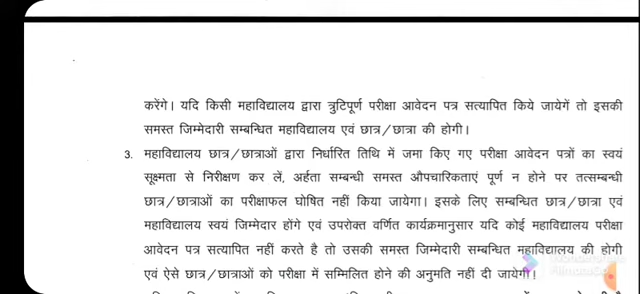 करेंगे। यदि किसी महाविद्यालय द्वारा त्रुटिपूर्ण परीक्षा आवेदन पत्र सत्यापित किये जायेगें तो इसकी
समस्त जिम्मेदारी सम्बन्धित महाविद्यालय एवं छात्र/छात्रा की होगी।
3. महाविद्यालय छात्र/छात्राओं द्वारा निर्धारित तिथि में जमा किए गए परीक्षा आवेदन पत्रों का स्वयं
सूक्ष्मता से निरीक्षण कर लें, अर्हता सम्बन्धी समस्त औपचारिकताएं पूर्ण न होने पर तत्सम्बन्धी
छात्र/छात्राओं का परीक्षाफल घोषित नहीं किया जायेगा। इसके लिए सम्बन्धित छात्र/छात्रा एवं
महाविद्यालय स्वयं जिम्मेदार होंगे एवं उपरोक्त वर्णित कार्यक्रमानुसार यदि कोई महाविद्यालय परीक्षा
आवेदन पत्र सत्यापित नहीं करते है तो उसकी समस्त जिम्मेदारी सम्बन्धित महाविद्यालय की होगी
एवं ऐसे छात्र/छात्राओं को परीक्षा में सम्मिलित होने की अनुमति नहीं दी जायेगी।